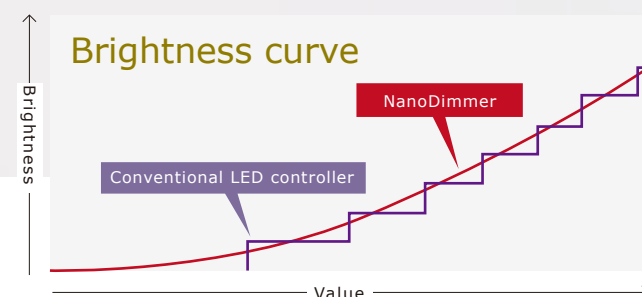 Brightness curve
Brightness
NanoDimmer
Conventional LED controller
Value